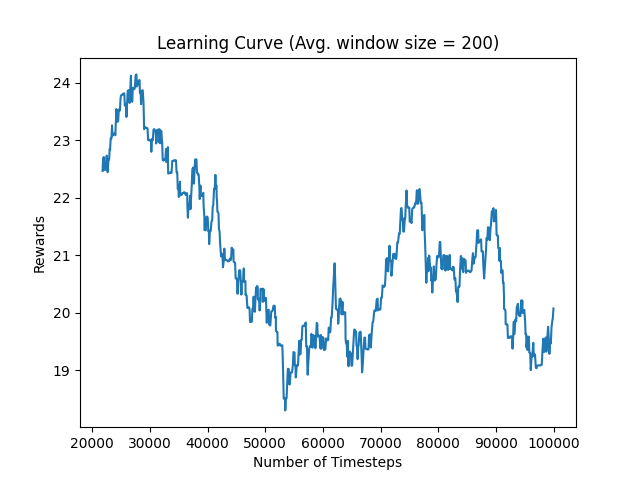 Learning Curve (Avg. window size = 200)
24
23
22
21
20
19
Rewards
20000 30000 40000 50000 60000 70000 80000 90000 100000
Number of Timesteps